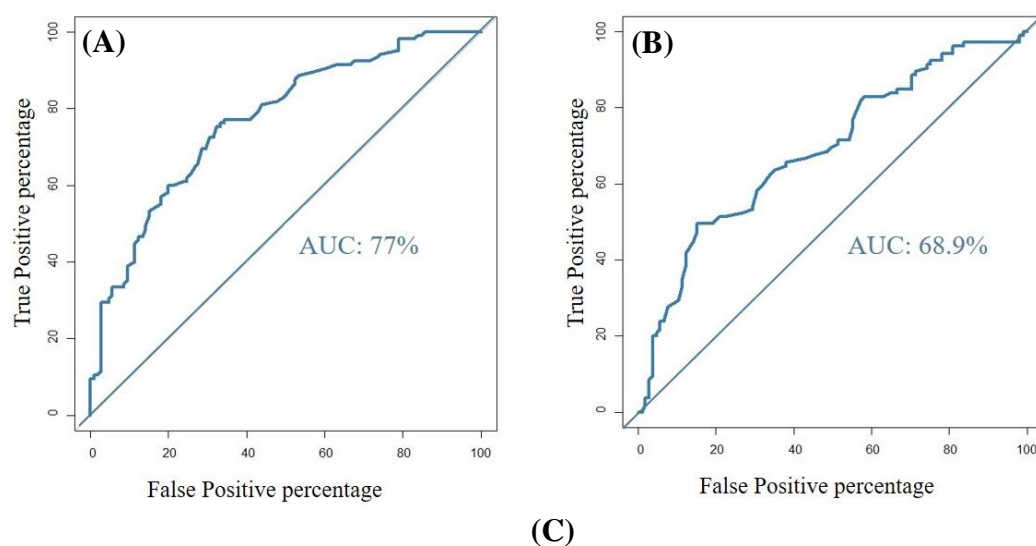 (A)
True Positive percentage
100
80
60
40
20
0
AUC: 77%
0 20 40 60 80 100
False Positive percentage
(B)
True Positive percentage
100
80
60
40
20
0
AUC: 68.9%
0 20 40 60 80 100
False Positive percentage
(C)